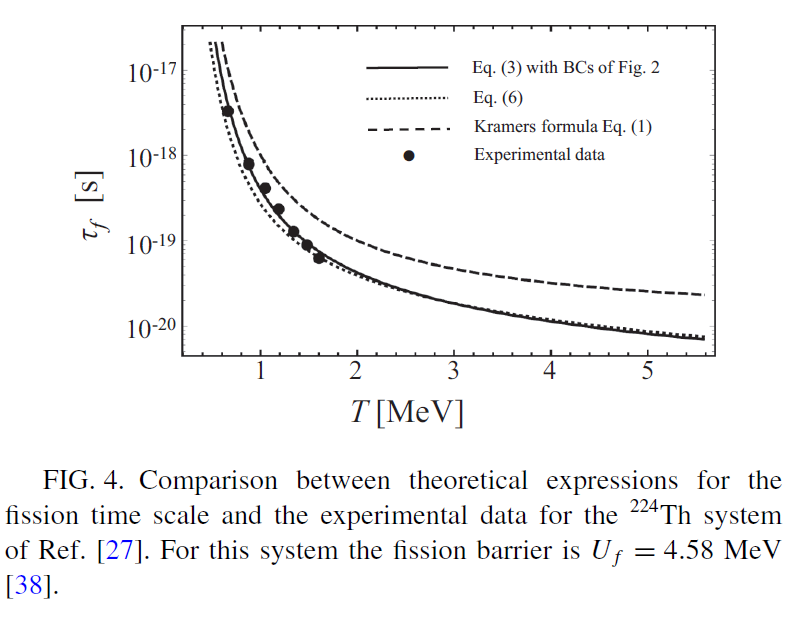 10-17
10-18
10-19
10-20
τf [s]
Eq. (3) with BCs of Fig. 2
Eq. (6)
Kramers formula Eq. (1)
Experimental data
1 2 3 4 5
T [MeV]
FIG. 4. Comparison between theoretical expressions for the
fission time scale and the experimental data for the 224Th system
of Ref. [27]. For this system the fission barrier is Uf = 4.58 MeV
[38].